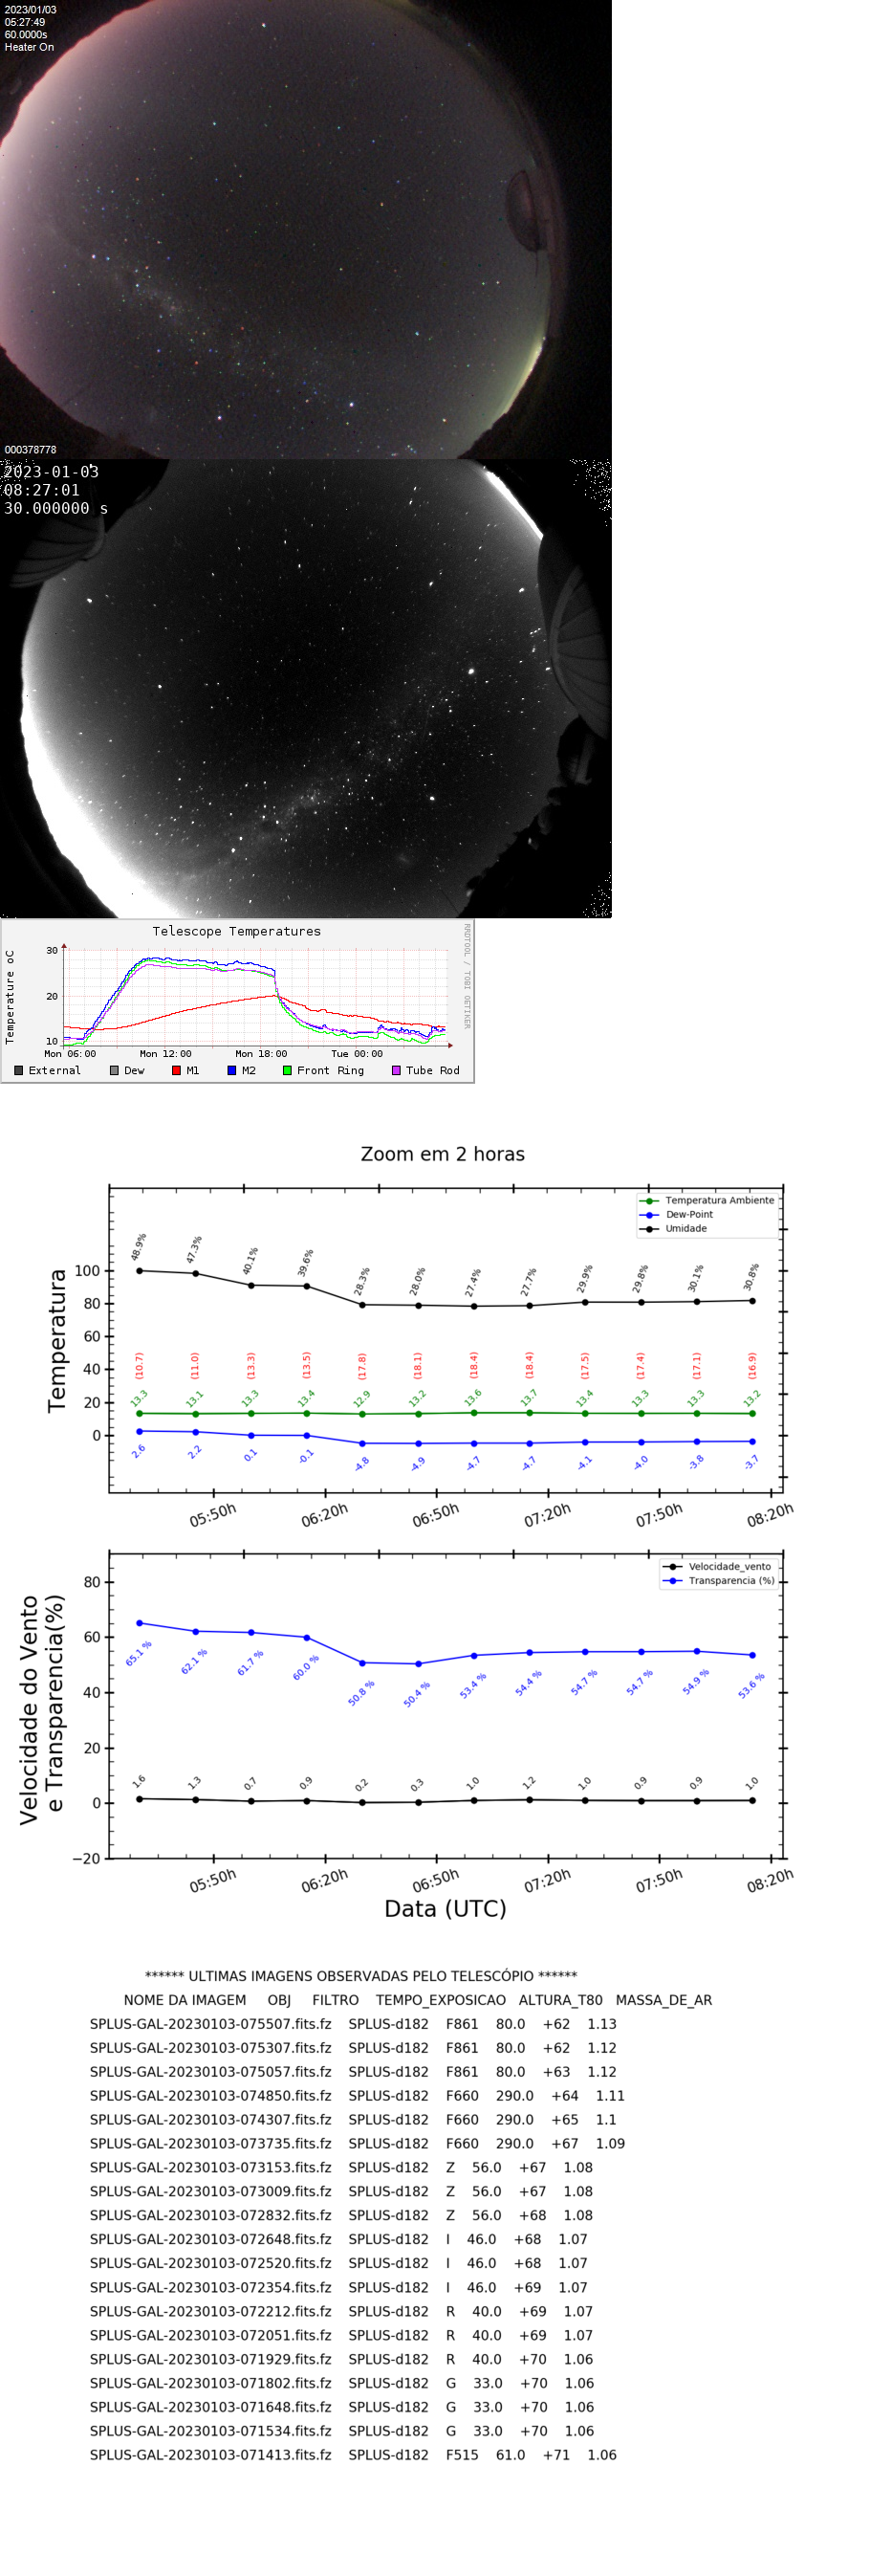 2023/01/03
05:27:49
60.0000s
Heater On
000378778
2023-01-03
08:27:01
30.000000 s
Telescope Temperatures
RRDTOOL / TOBI OETIKER
Temperature oC
30
20
10
Mon 06:00 Mon 12:00 Mon 18:00 Tue 00:00
External Dew M1 M2 Front Ring Tube Rod
Zoom em 2 horas
Temperatura Ambiente
Dew-Point
Umidade
Temperatura
100
80
60
40
20
0
48.9% 47.3% 40.1% 39.6% 28.3% 28.0% 27.4% 27.7% 29.9% 29.8% 30.1% 30.8%
(10.7) (11.0) (13.3) (13.5) (17.8) (18.1) (18.4) (18.4) (17.5) (17.4) (17.1) (16.9)
13.3 13.1 13.3 13.4 12.9 13.2 13.6 13.7 13.4 13.3 13.3 13.2
2.6 2.2 0.1 -0.1 -4.8 -4.9 -4.7 -4.7 -4.1 -4.0 -3.8 -3.7
05:50h 06:20h 06:50h 07:20h 07:50h 08:20h
Velocidade_vento
Transparencia (%)
Velocidade do Vento
e Transparencia(%)
80
60
40
20
0
−20
65.1 % 62.1 % 61.7 % 60.0 % 50.8 % 50.4 % 53.4 % 54.4 % 54.7 % 54.7 % 54.9 % 53.6 %
1.6 1.3 0.7 0.9 0.2 0.3 1.0 1.2 1.0 0.9 0.9 1.0
05:50h 06:20h 06:50h 07:20h 07:50h 08:20h
Data (UTC)
****** ULTIMAS IMAGENS OBSERVADAS PELO TELESCÓPIO ******
NOME DA IMAGEM OBJ FILTRO TEMPO_EXPOSICAO ALTURA_T80 MASSA_DE_AR
SPLUS-GAL-20230103-075507.fits.fz SPLUS-d182 F861 80.0 +62 1.13
SPLUS-GAL-20230103-075307.fits.fz SPLUS-d182 F861 80.0 +62 1.12
SPLUS-GAL-20230103-075057.fits.fz SPLUS-d182 F861 80.0 +63 1.12
SPLUS-GAL-20230103-074850.fits.fz SPLUS-d182 F660 290.0 +64 1.11
SPLUS-GAL-20230103-074307.fits.fz SPLUS-d182 F660 290.0 +65 1.1
SPLUS-GAL-20230103-073735.fits.fz SPLUS-d182 F660 290.0 +67 1.09
SPLUS-GAL-20230103-073153.fits.fz SPLUS-d182 Z 56.0 +67 1.08
SPLUS-GAL-20230103-073009.fits.fz SPLUS-d182 Z 56.0 +67 1.08
SPLUS-GAL-20230103-072832.fits.fz SPLUS-d182 Z 56.0 +68 1.08
SPLUS-GAL-20230103-072648.fits.fz SPLUS-d182 I 46.0 +68 1.07
SPLUS-GAL-20230103-072520.fits.fz SPLUS-d182 I 46.0 +68 1.07
SPLUS-GAL-20230103-072354.fits.fz SPLUS-d182 I 46.0 +69 1.07
SPLUS-GAL-20230103-072212.fits.fz SPLUS-d182 R 40.0 +69 1.07
SPLUS-GAL-20230103-072051.fits.fz SPLUS-d182 R 40.0 +69 1.07
SPLUS-GAL-20230103-071929.fits.fz SPLUS-d182 R 40.0 +70 1.06
SPLUS-GAL-20230103-071802.fits.fz SPLUS-d182 G 33.0 +70 1.06
SPLUS-GAL-20230103-071648.fits.fz SPLUS-d182 G 33.0 +70 1.06
SPLUS-GAL-20230103-071534.fits.fz SPLUS-d182 G 33.0 +70 1.06
SPLUS-GAL-20230103-071413.fits.fz SPLUS-d182 F515 61.0 +71 1.06